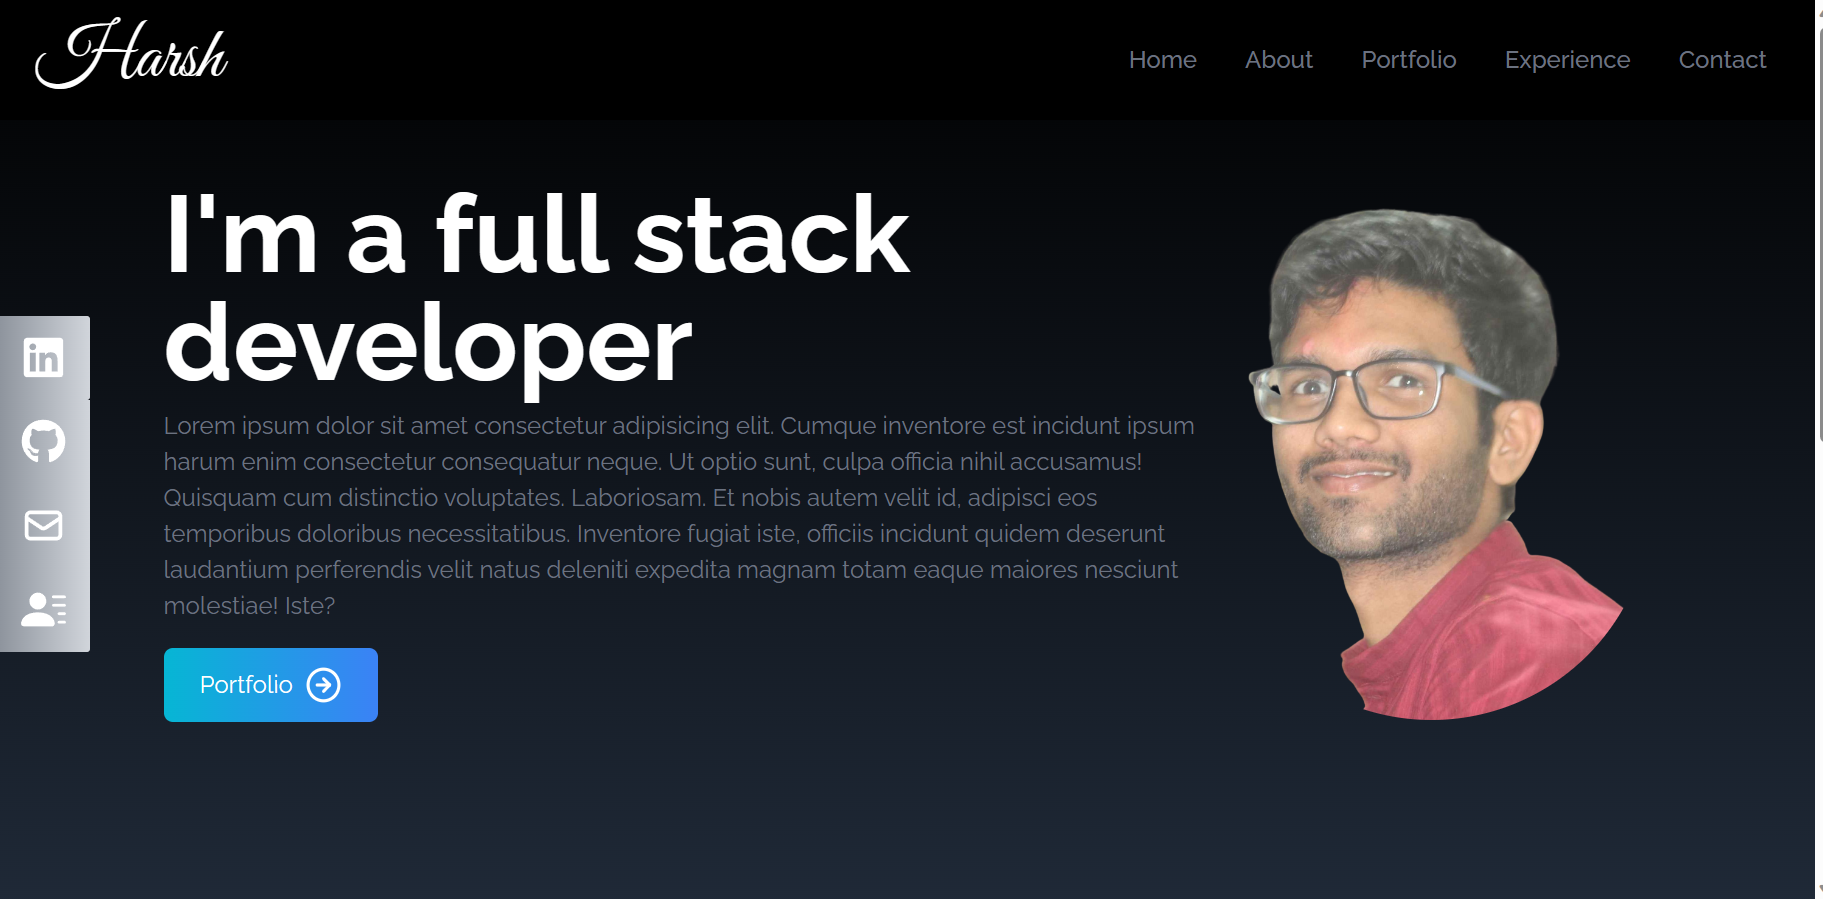 Harsh
Home About Portfolio Experience Contact
I'm a full stack
developer
Lorem ipsum dolor sit amet consectetur adipisicing elit. Cumque inventore est incidunt ipsum
harum enim consectetur consequatur neque. Ut optio sunt, culpa officia nihil accusamus!
Quisquam cum distinctio voluptates. Laboriosam. Et nobis autem velit id, adipisci eos
temporibus doloribus necessitatibus. Inventore fugiat iste, officiis incidunt quidem deserunt
laudantium perferendis velit natus deleniti expedita magnam totam eaque maiores nesciunt
molestiae! Iste?
in
Portfolio